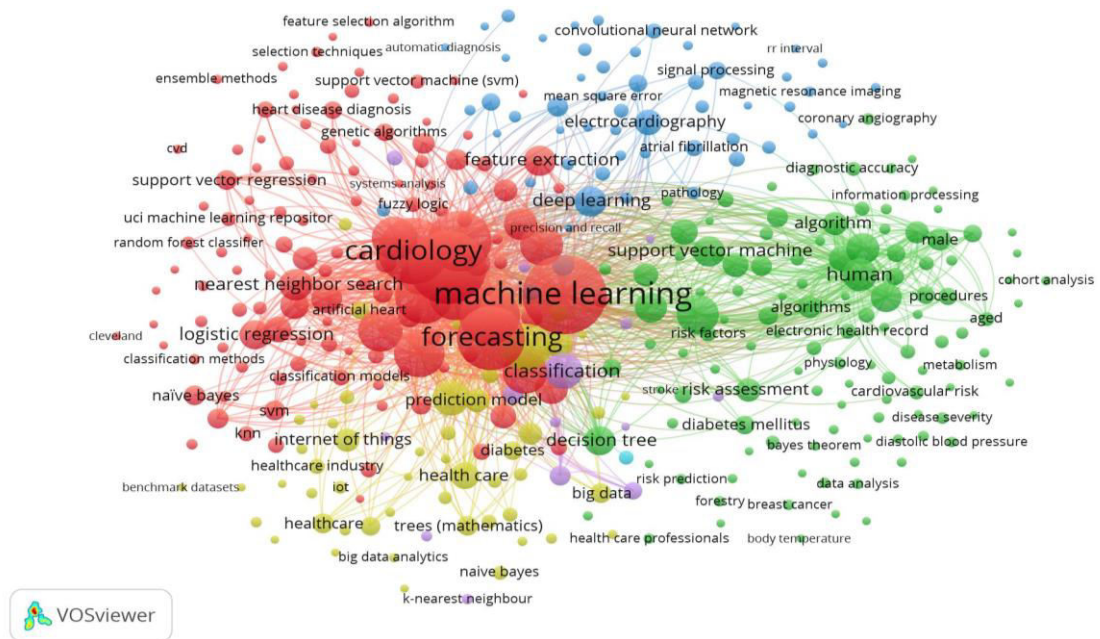 feature selection algorithm
convolutional neural network
selection techniques
automatic diagnosis
rr interval
ensemble methods
support vector machine (svm)
signal processing
mean square error
magnetic resonance imaging
heart disease diagnosis
electrocardiography
coronary angiography
genetic algorithms
cvd
feature extraction
atrial fibrillation
diagnostic accuracy
support vector regression
systems analysis
fuzzy logic
deep learning
pathology
information processing
uci machine learning repositor
precision and recall
algorithm
random forest classifier
cardiology
support vector machine
male
nearest neighbor search
machine learning
human
cohort analysis
artificial heart
algorithms
procedures
cleveland
logistic regression
forecasting
risk factors
electronic health record
aged
classification methods
classification
physiology
metabolism
classification models
naïve bayes
prediction model
stroke
risk assessment
cardiovascular risk
svm
disease severity
knn
internet of things
diabetes
decision tree
diabetes mellitus
bayes theorem
diastolic blood pressure
healthcare industry
health care
benchmark datasets
iot
big data
risk prediction
data analysis
forestry
breast cancer
healthcare
trees (mathematics)
health care professionals
body temperature
big data analytics
naive bayes
k-nearest neighbour
VOSviewer